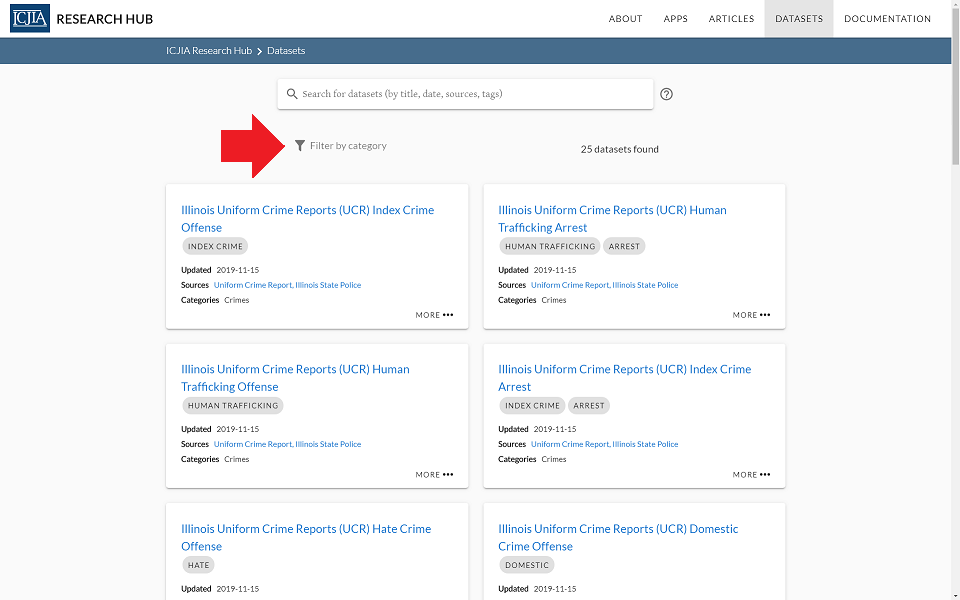 ICJIA RESEARCH HUB ABOUT APPS ARTICLES DATASETS DOCUMENTATION
ICJIA Research Hub > Datasets
Search for datasets (by title, date, sources, tags) ?
Filter by category 25 datasets found
Illinois Uniform Crime Reports (UCR) Index Crime
Offense
INDEX CRIME
Updated 2019-11-15
Sources Uniform Crime Report, Illinois State Police
Categories Crimes
MORE •••
Illinois Uniform Crime Reports (UCR) Human
Trafficking Arrest
HUMAN TRAFFICKING ARREST
Updated 2019-11-15
Sources Uniform Crime Report, Illinois State Police
Categories Crimes
MORE •••
Illinois Uniform Crime Reports (UCR) Human
Trafficking Offense
HUMAN TRAFFICKING
Updated 2019-11-15
Sources Uniform Crime Report, Illinois State Police
Categories Crimes
MORE •••
Illinois Uniform Crime Reports (UCR) Index Crime
Arrest
INDEX CRIME ARREST
Updated 2019-11-15
Sources Uniform Crime Report, Illinois State Police
Categories Crimes
MORE •••
Illinois Uniform Crime Reports (UCR) Hate Crime
Offense
HATE
Updated 2019-11-15
Illinois Uniform Crime Reports (UCR) Domestic
Crime Offense
DOMESTIC
Updated 2019-11-15